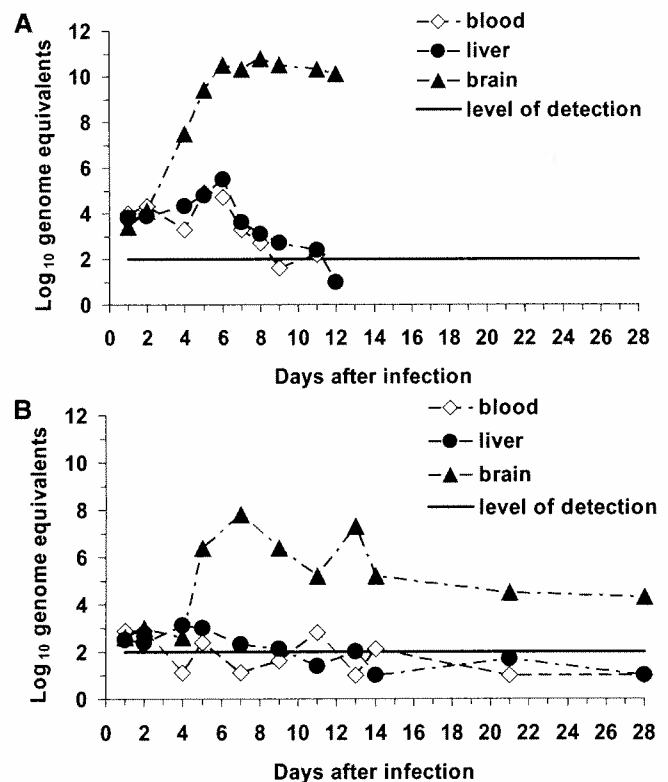 A
12
10
8
6
4
2
0
Log 10 genome equivalents
blood
liver
brain
level of detection
0 2 4 6 8 10 12 14 16 18 20 22 24 26 28
Days after infection
B
12
10
8
6
4
2
0
Log 10 genome equivalents
blood
liver
brain
level of detection
0 2 4 6 8 10 12 14 16 18 20 22 24 26 28
Days after infection